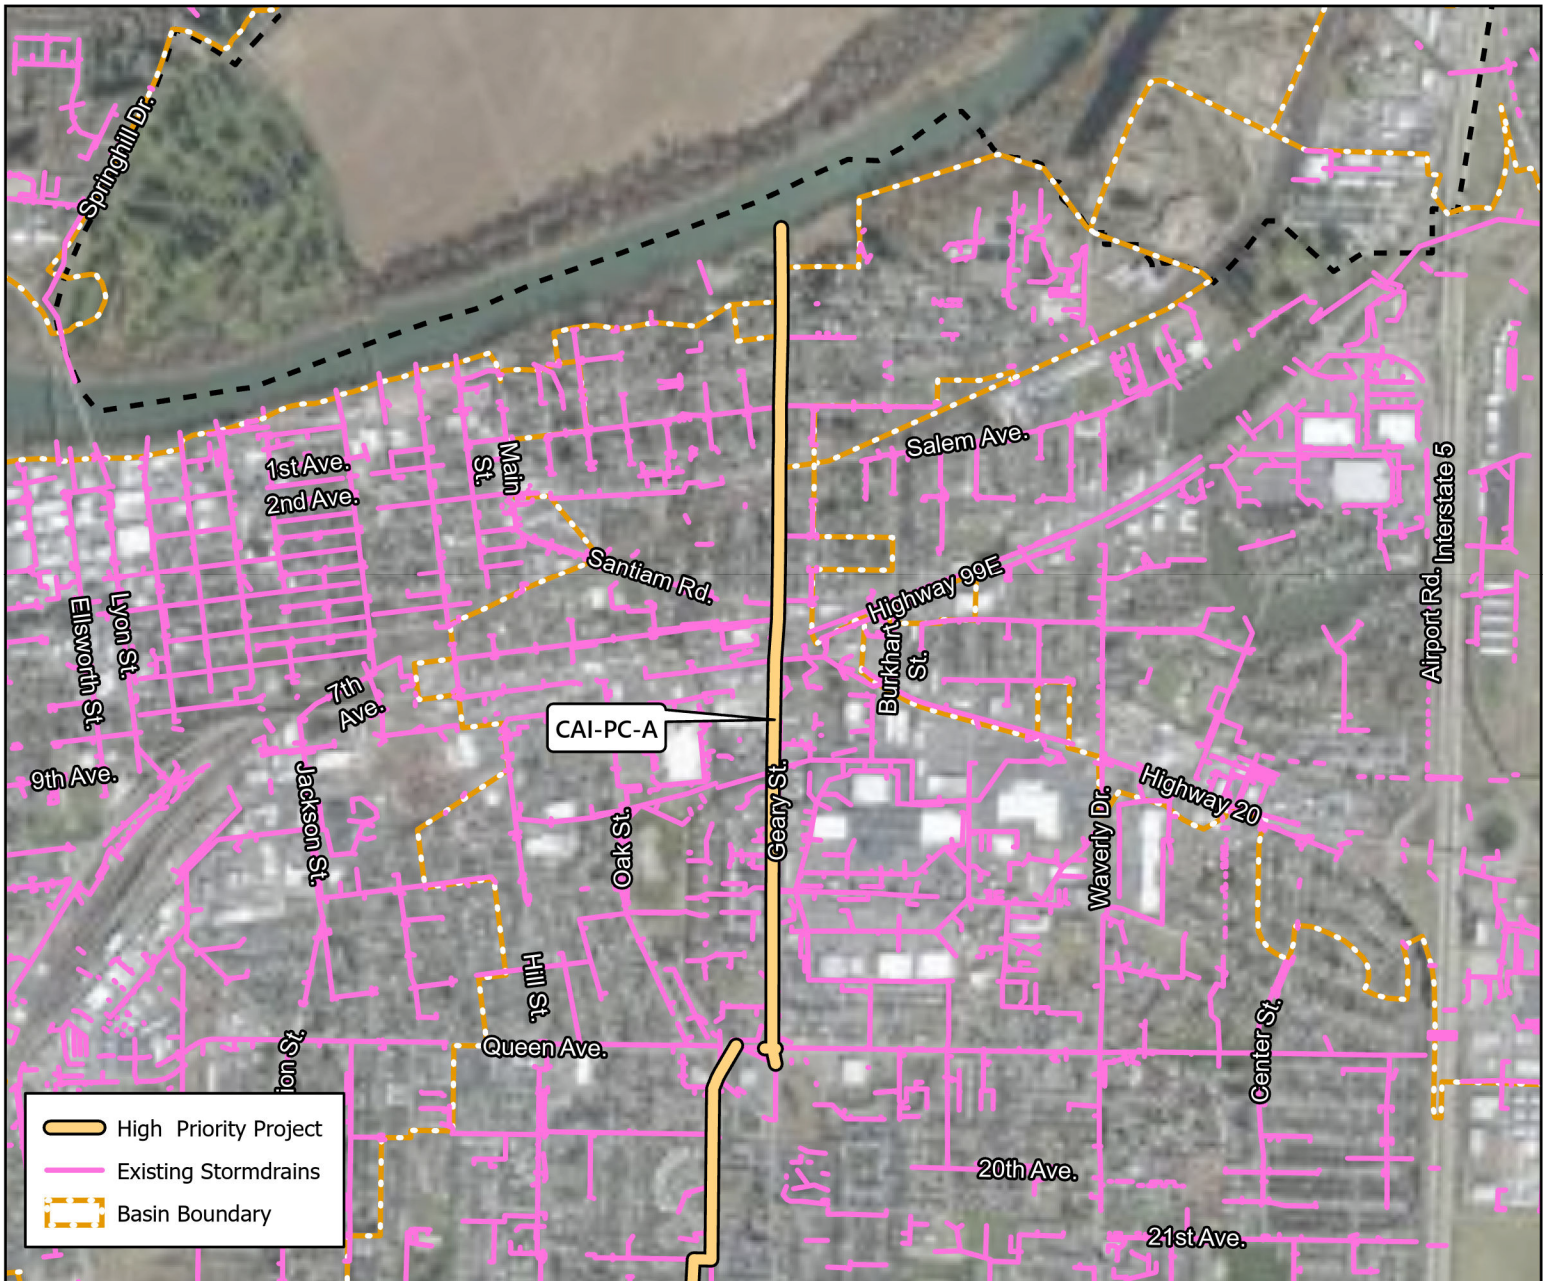 Springhill Dr.
1st Ave.
2nd Ave.
Main
St.
Salem Ave.
Santiam Rd.
Highway 99E
Interstate 5
Airport Rd.
Ellsworth St.
Lyon St.
Burkhart
St.
7th
Ave.
CAI-PC-A
9th Ave.
Jackson St.
Oak St.
Geary St.
Waverly Dr.
Highway 20
Hill St.
Queen Ave.
ion St.
Center St.
20th Ave.
21st Ave.
High Priority Project
Existing Stormdrains
Basin Boundary